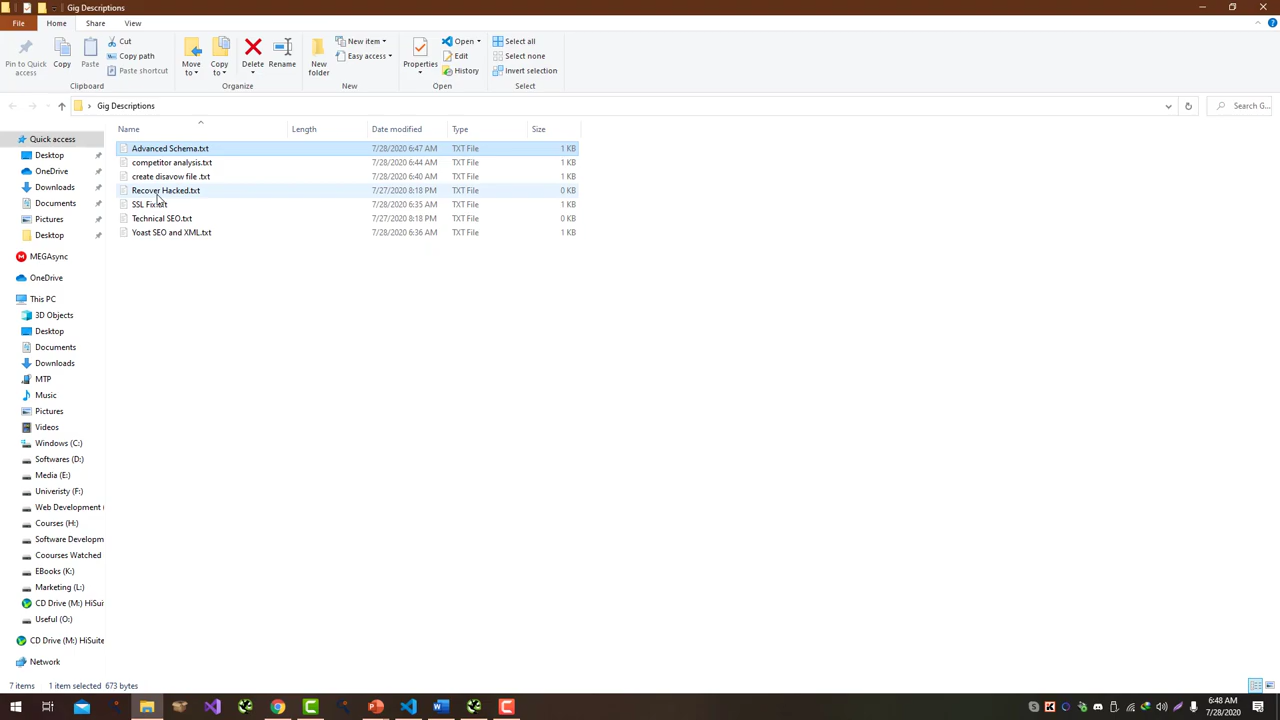 Gig Descriptions
File Home Share View
Pin to Quick access
Copy
Paste
Cut
Copy path
Paste shortcut
Clipboard
Move to
Copy to
Delete
Rename
Organize
New folder
New item
Easy access
New
Properties
Open
Edit
History
Open
Select all
Select none
Invert selection
Select
Gig Descriptions
Search G...
Name Length Date modified Type Size
Advanced Schema.txt 7/28/2020 6:47 AM TXT File 1 KB
competitor analysis.txt 7/28/2020 6:44 AM TXT File 1 KB
create disavow file .txt 7/28/2020 6:40 AM TXT File 1 KB
Recover Hacked.txt 7/27/2020 8:18 PM TXT File 0 KB
SSL Fix.txt 7/28/2020 6:35 AM TXT File 1 KB
Technical SEO.txt 7/27/2020 8:18 PM TXT File 0 KB
Yoast SEO and XML.txt 7/28/2020 6:36 AM TXT File 1 KB
Quick access
Desktop
OneDrive
Downloads
Documents
Pictures
Desktop
MEGAsync
OneDrive
This PC
3D Objects
Desktop
Documents
Downloads
MTP
Music
Pictures
Videos
Windows (C:)
Softwares (D:)
Media (E:)
Univeristy (F:)
Web Development (
Courses (H:)
Software Developm
Coourses Watched
EBooks (K:)
Marketing (L:)
CD Drive (M:) HiSui
Useful (O:)
CD Drive (M:) HiSuite
Network
7 items 1 item selected 673 bytes
6:48 AM
7/28/2020